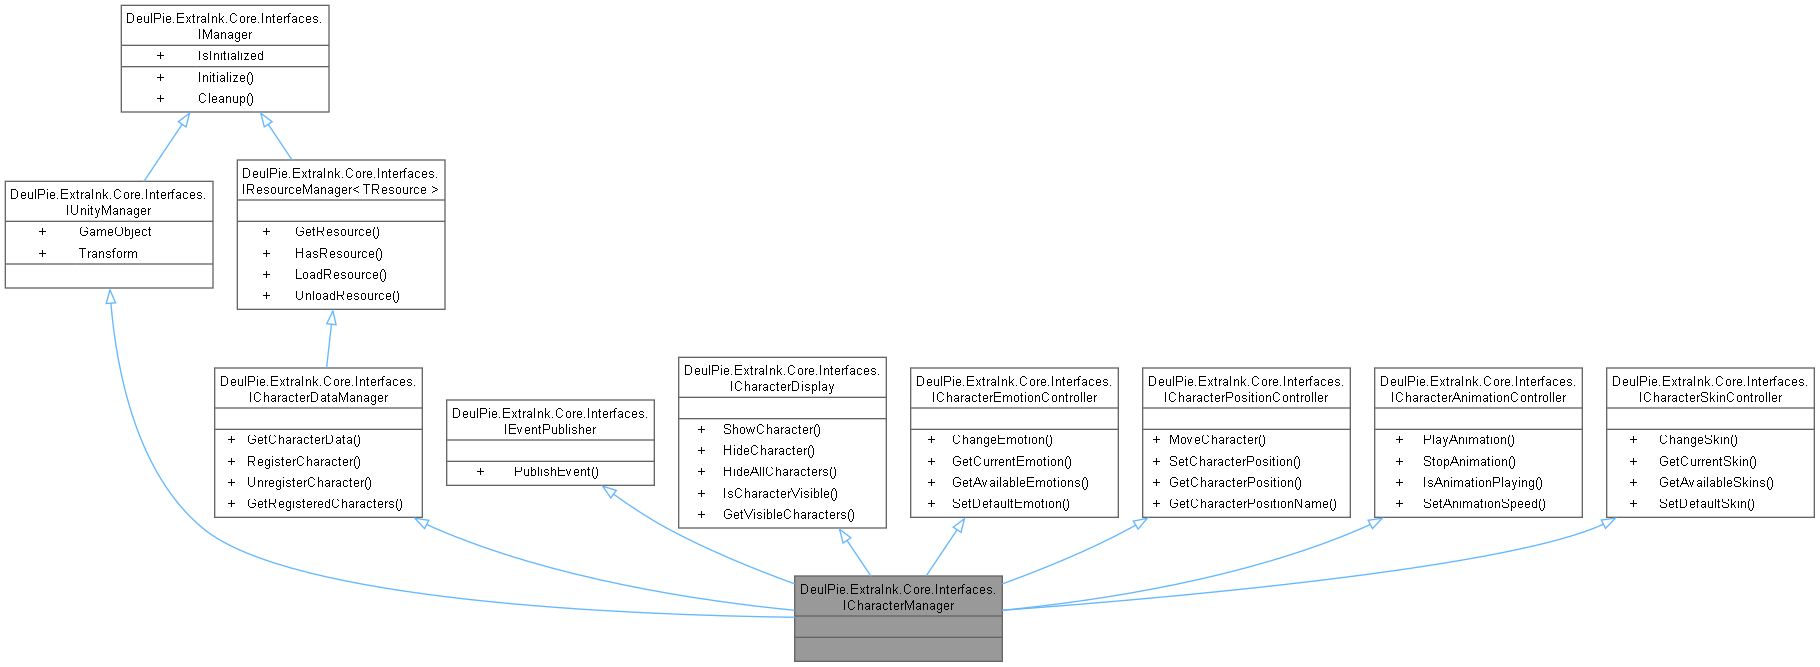 DeulPie.ExtraInk.Core.Interfaces.
IManager
+ IsInitialized
+ Initialize()
+ Cleanup()
DeulPie.ExtraInk.Core.Interfaces.
IUnityManager
+ GameObject
+ Transform
DeulPie.ExtraInk.Core.Interfaces.
IResourceManager< TResource >
+ GetResource()
+ HasResource()
+ LoadResource()
+ UnloadResource()
DeulPie.ExtraInk.Core.Interfaces.
ICharacterDataManager
+ GetCharacterData()
+ RegisterCharacter()
+ UnregisterCharacter()
+ GetRegisteredCharacters()
DeulPie.ExtraInk.Core.Interfaces.
IEventPublisher
+ PublishEvent()
DeulPie.ExtraInk.Core.Interfaces.
ICharacterDisplay
+ ShowCharacter()
+ HideCharacter()
+ HideAllCharacters()
+ IsCharacterVisible()
+ GetVisibleCharacters()
DeulPie.ExtraInk.Core.Interfaces.
ICharacterEmotionController
+ ChangeEmotion()
+ GetCurrentEmotion()
+ GetAvailableEmotions()
+ SetDefaultEmotion()
DeulPie.ExtraInk.Core.Interfaces.
ICharacterPositionController
+ MoveCharacter()
+ SetCharacterPosition()
+ GetCharacterPosition()
+ GetCharacterPositionName()
DeulPie.ExtraInk.Core.Interfaces.
ICharacterAnimationController
+ PlayAnimation()
+ StopAnimation()
+ IsAnimationPlaying()
+ SetAnimationSpeed()
DeulPie.ExtraInk.Core.Interfaces.
ICharacterSkinController
+ ChangeSkin()
+ GetCurrentSkin()
+ GetAvailableSkins()
+ SetDefaultSkin()
DeulPie.ExtraInk.Core.Interfaces.
ICharacterManager